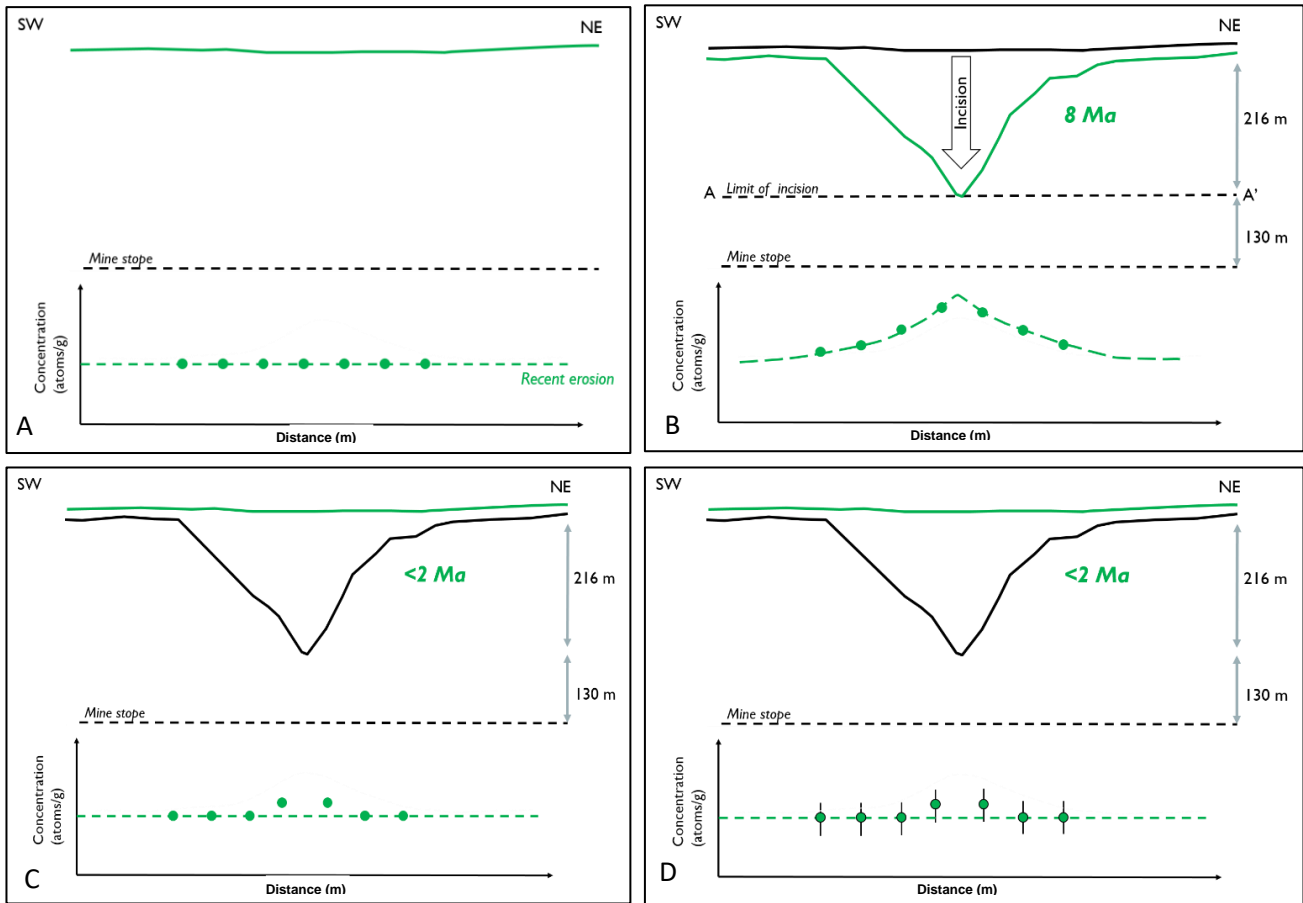 SW
NE
Mine stope
Concentration
(atoms/g)
Recent erosion
A
Distance (m)
SW
NE
Incision
8 Ma
216 m
A
Limit of incision
A'
130 m
Mine stope
Concentration
(atoms/g)
B
Distance (m)
SW
NE
<2 Ma
216 m
130 m
Mine stope
Concentration
(atoms/g)
C
Distance (m)
SW
NE
<2 Ma
216 m
130 m
Mine stope
Concentration
(atoms/g)
D
Distance (m)